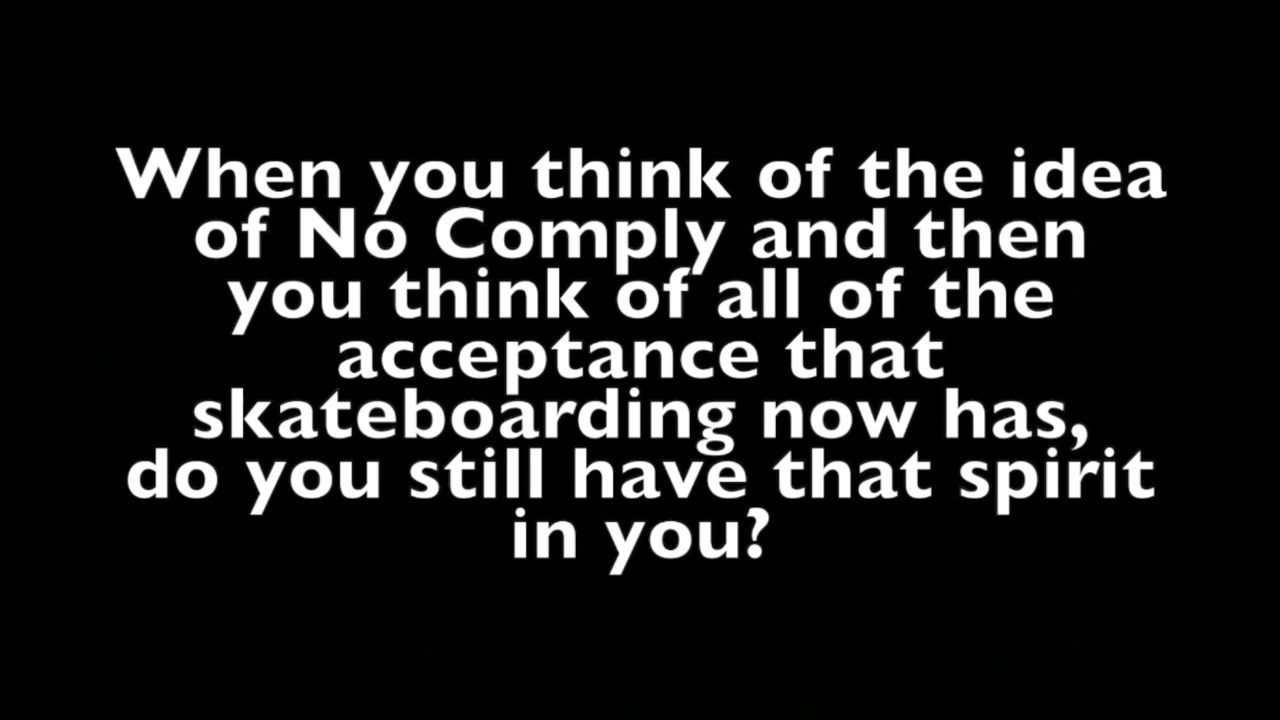 When you think of the idea
of No Comply and then
you think of all of the
acceptance that
skateboarding now has,
do you still have that spirit
in you?